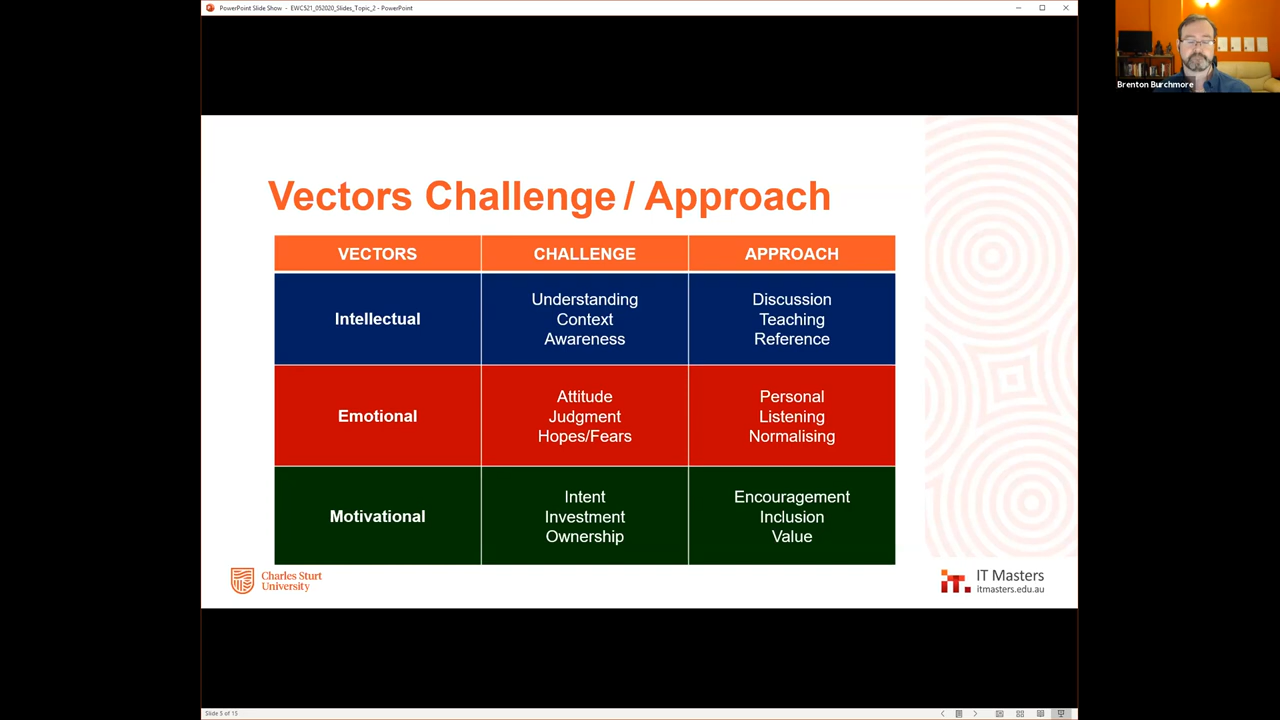 PowerPoint Slide Show - EWC521_052020_Slides_Topic_2 - PowerPoint
Brenton Burchmore
Vectors Challenge / Approach
VECTORS
CHALLENGE
APPROACH
Intellectual
Understanding
Context
Awareness
Discussion
Teaching
Reference
Emotional
Attitude
Judgment
Hopes/Fears
Personal
Listening
Normalising
Motivational
Intent
Investment
Ownership
Encouragement
Inclusion
Value
Charles Sturt
University
IT Masters
itmasters.edu.au
Slide 5 of 15